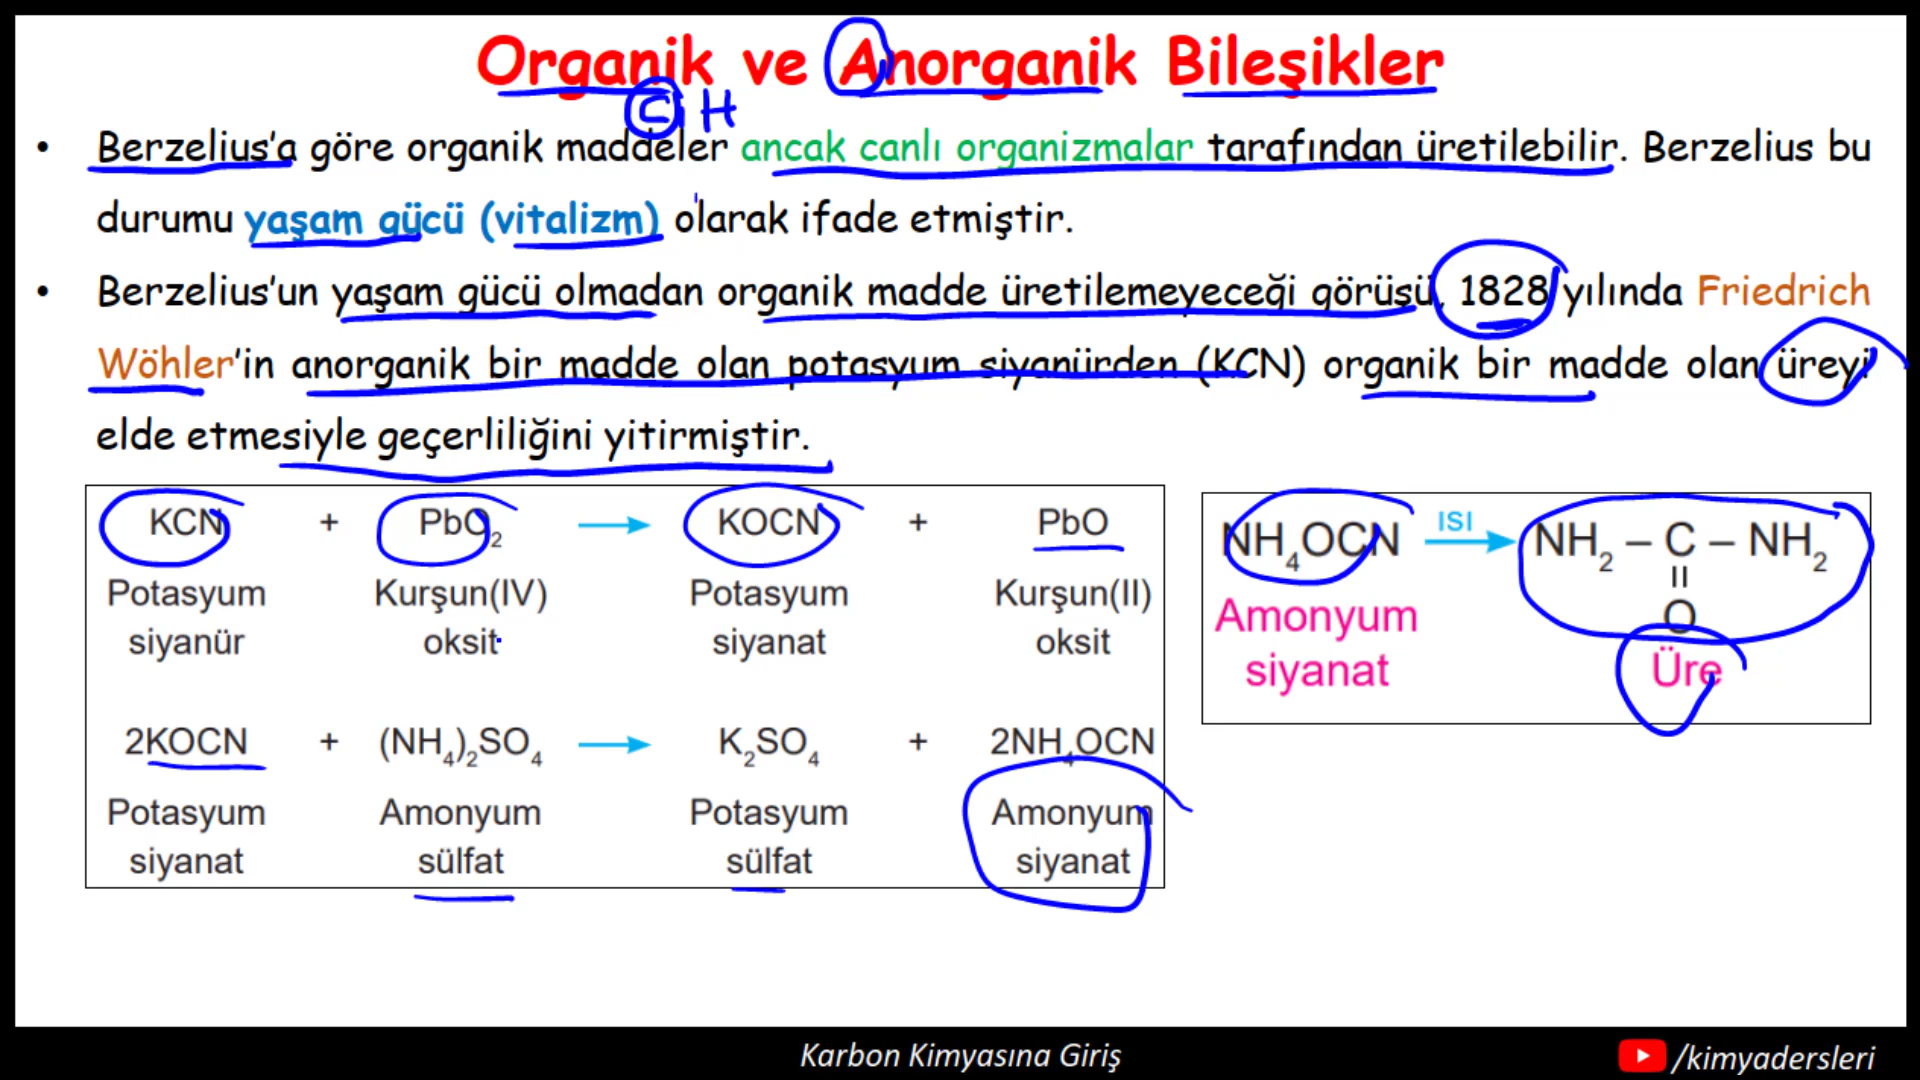 Organik ve Anorganik Bileşikler
C, H
• Berzelius'a göre organik maddeler ancak canlı organizmalar tarafından üretilebilir. Berzelius bu
durumu yaşam gücü (vitalizm) olarak ifade etmiştir.
• Berzelius'un yaşam gücü olmadan organik madde üretilemeyeceği görüşü, 1828 yılında Friedrich
Wöhler'in anorganik bir madde olan potasyum siyanürden (KCN) organik bir madde olan üreyi
elde etmesiyle geçerliliğini yitirmiştir.
KCN + PbO₂ → KOCN + PbO
Potasyum Kurşun(IV) Potasyum Kurşun(II)
siyanür oksit siyanat oksit
2KOCN + (NH₄)₂SO₄ → K₂SO₄ + 2NH₄OCN
Potasyum Amonyum Potasyum Amonyum
siyanat sülfat sülfat siyanat
ISI
NH₄OCN → NH₂ – C – NH₂
=
O
Amonyum
siyanat Üre
Karbon Kimyasına Giriş
/kimyadersleri